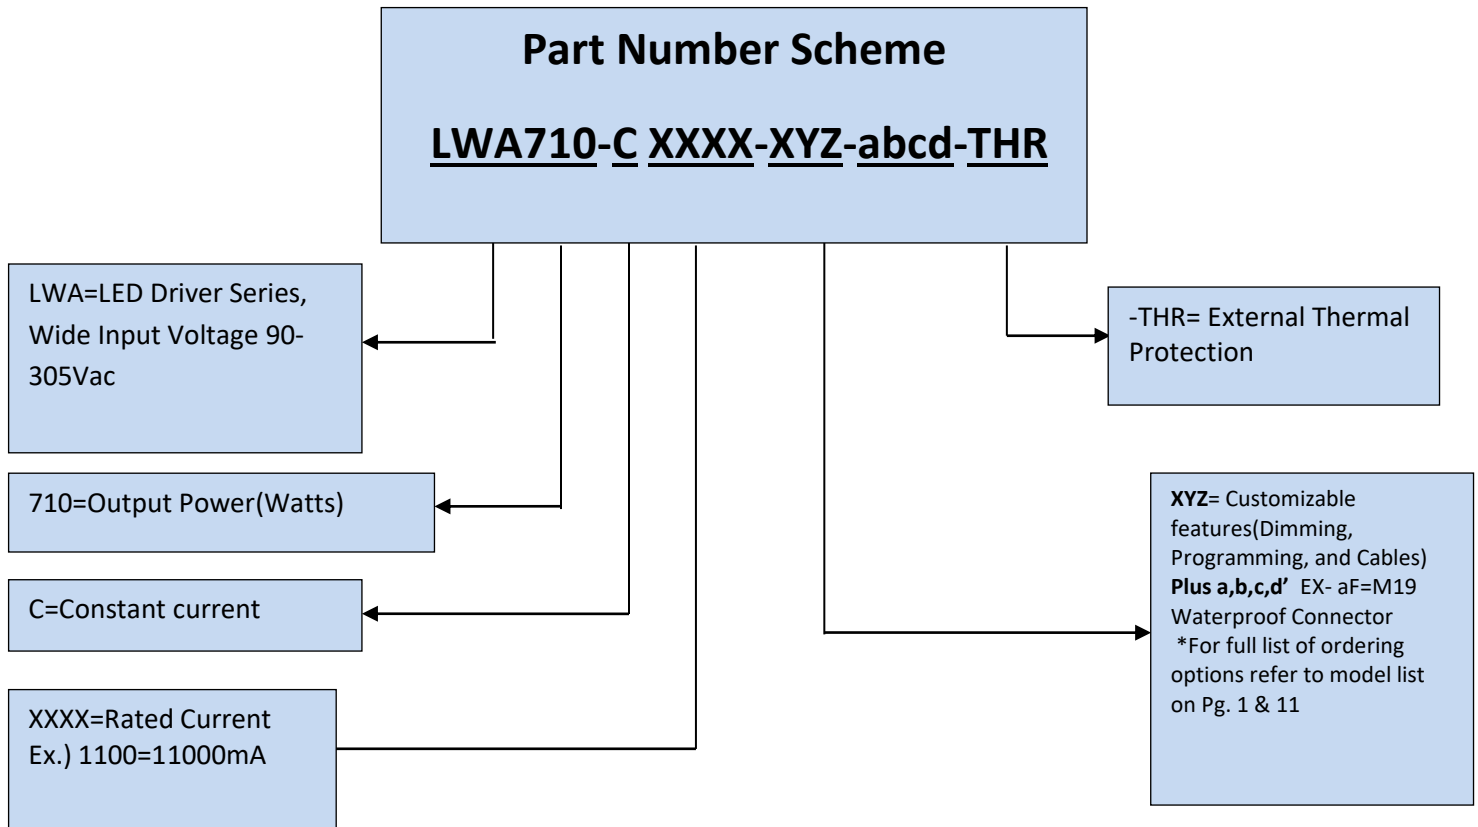 Part Number Scheme
LWA710-C XXXX-XYZ-abcd-THR
LWA=LED Driver Series,
Wide Input Voltage 90-
305Vac
710=Output Power(Watts)
C=Constant current
XXXX=Rated Current
Ex.) 1100=11000mA
-THR= External Thermal
Protection
XYZ= Customizable
features(Dimming,
Programming, and Cables)
Plus a,b,c,d’ EX- aF=M19
Waterproof Connector
*For full list of ordering
options refer to model list
on Pg. 1 & 11